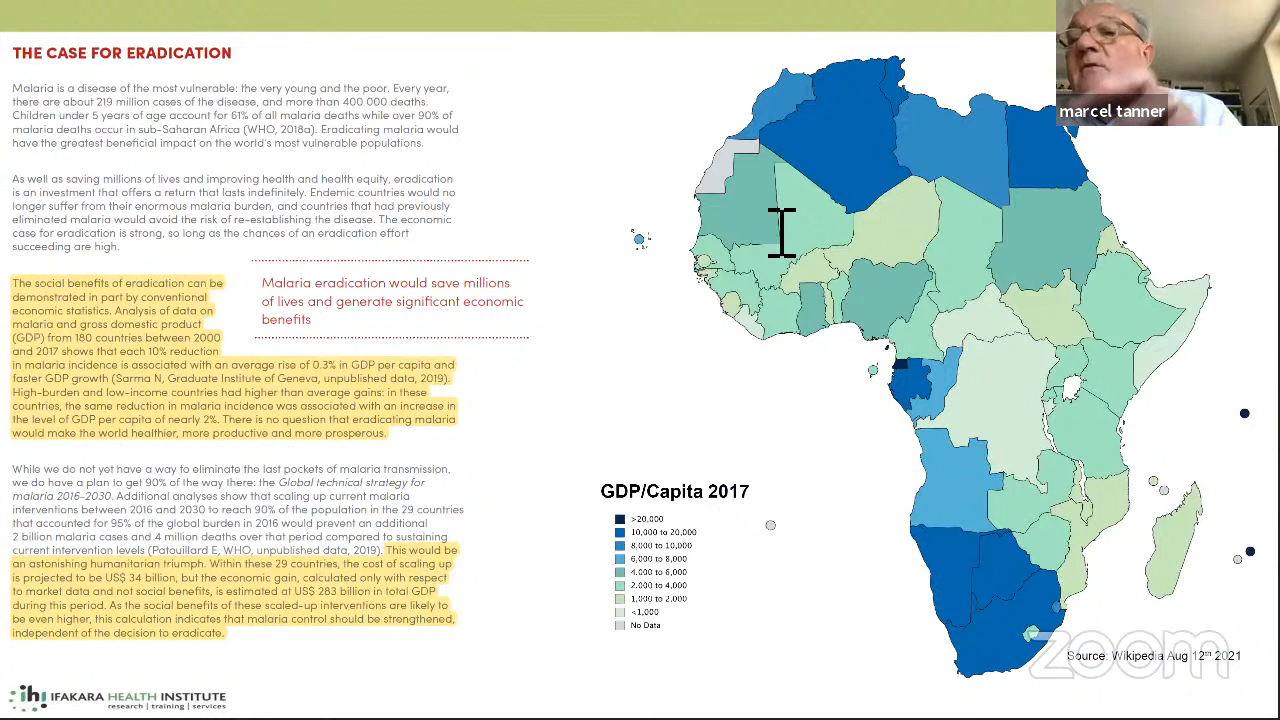 THE CASE FOR ERADICATION
Malaria is a disease of the most vulnerable: the very young and the poor. Every year,
there are about 219 million cases of the disease, and more than 400 000 deaths.
Children under 5 years of age account for 61% of all malaria deaths while over 90% of
malaria deaths occur in sub-Saharan Africa (WHO, 2018a). Eradicating malaria would
have the greatest beneficial impact on the world's most vulnerable populations.
As well as saving millions of lives and improving health and health equity, eradication
is an investment that offers a return that lasts indefinitely. Endemic countries would no
longer suffer from their enormous malaria burden, and countries that had previously
eliminated malaria would avoid the risk of re-establishing the disease. The economic
case for eradication is strong, so long as the chances of an eradication effort
succeeding are high.
The social benefits of eradication can be
demonstrated in part by conventional
economic statistics. Analysis of data on
malaria and gross domestic product
(GDP) from 180 countries between 2000
and 2017 shows that each 10% reduction
in malaria incidence is associated with an average rise of 0.3% in GDP per capita and
faster GDP growth (Sarma N, Graduate Institute of Geneva, unpublished data, 2019).
High-burden and low-income countries had higher than average gains: in these
countries, the same reduction in malaria incidence was associated with an increase in
the level of GDP per capita of nearly 2%. There is no question that eradicating malaria
would make the world healthier, more productive and more prosperous.
Malaria eradication would save millions
of lives and generate significant economic
benefits
While we do not yet have a way to eliminate the last pockets of malaria transmission,
we do have a plan to get 90% of the way there: the Global technical strategy for
malaria 2016–2030. Additional analyses show that scaling up current malaria
interventions between 2016 and 2030 to reach 90% of the population in the 29 countries
that accounted for 95% of the global burden in 2016 would prevent an additional
2 billion malaria cases and 4 million deaths over that period compared to sustaining
current intervention levels (Patouillard E, WHO, unpublished data, 2019). This would be
an astonishing humanitarian triumph. Within these 29 countries, the cost of scaling up
is projected to be US$ 34 billion, but the economic gain, calculated only with respect
to market data and not social benefits, is estimated at US$ 283 billion in total GDP
during this period. As the social benefits of these scaled-up interventions are likely to
be even higher, this calculation indicates that malaria control should be strengthened,
independent of the decision to eradicate.
ihi IFAKARA HEALTH INSTITUTE
research | training | services
marcel tanner
GDP/Capita 2017
>20,000
10,000 to 20,000
8,000 to 10,000
6,000 to 8,000
4,000 to 6,000
2,000 to 4,000
1,000 to 2,000
<1,000
No Data
zoom
Source: Wikipedia Aug 12th 2021